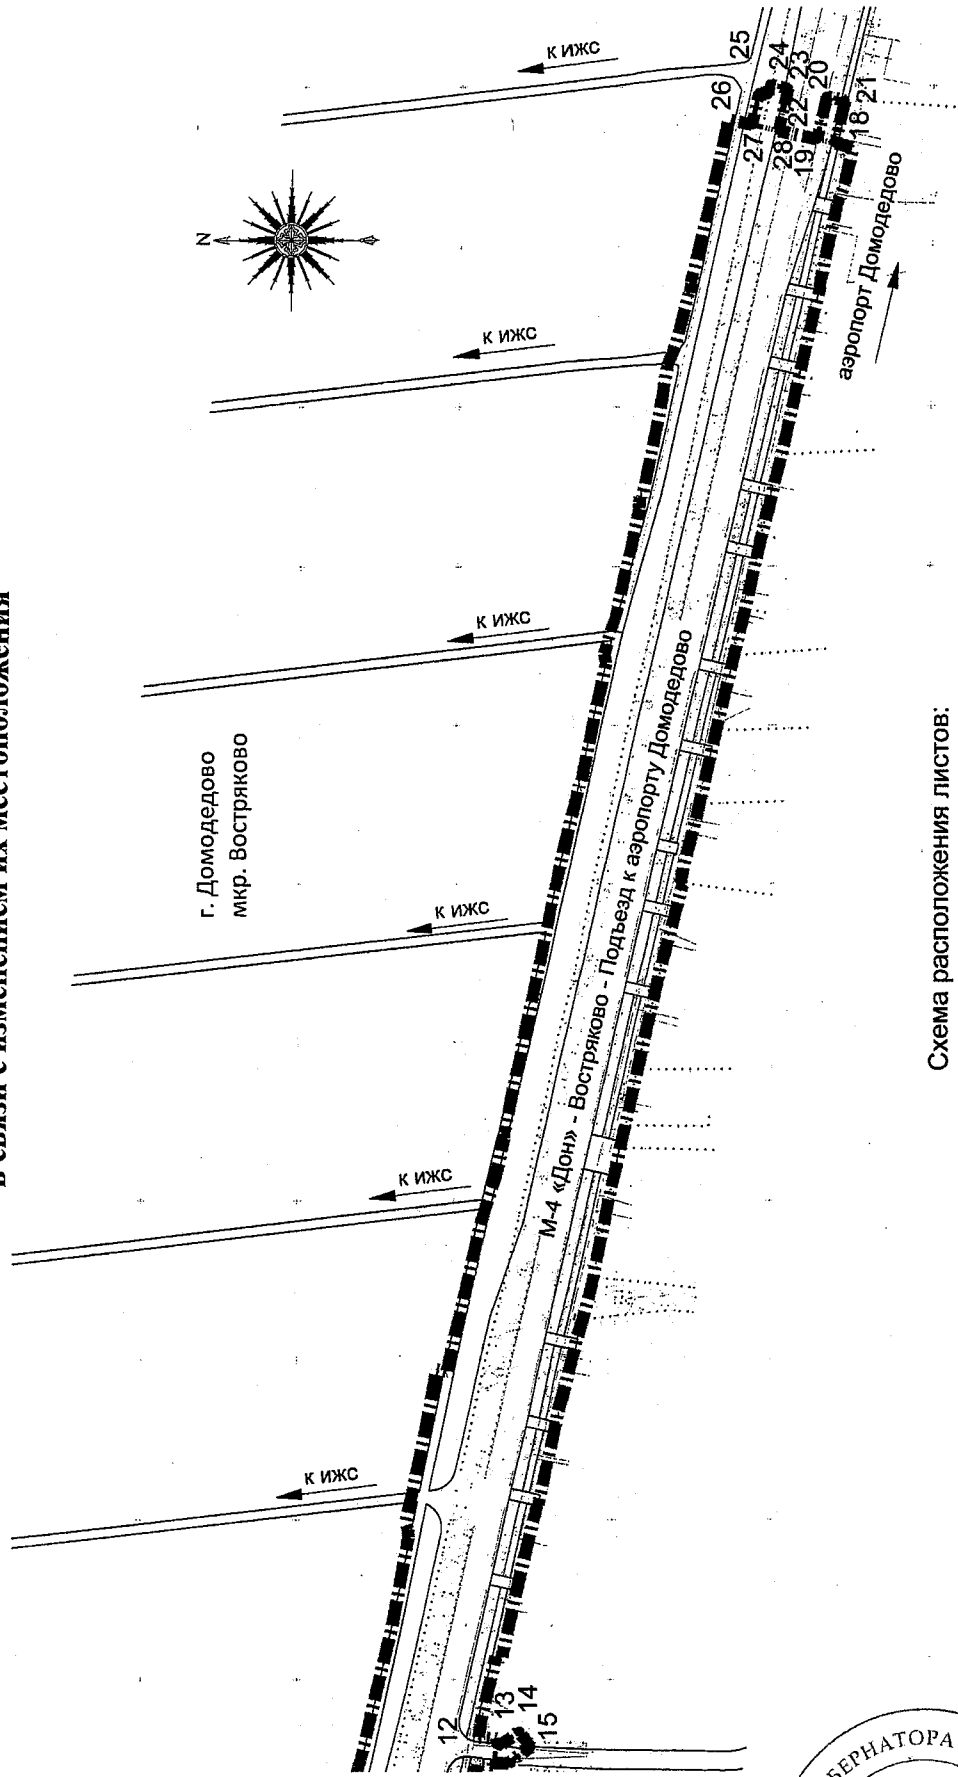 в связи с изменением их местоположения
N
г. Домодедово
мкр. Востряково
к ижс
к ижс
к ижс
к ижс
к ижс
к ижс
М-4 «Дон» - Востряково - Подъезд к аэропорту Домодедово
аэропорт Домодедово
12
13
14
15
26
25
27
24
23
28
22
20
19
18
21
Схема расположения листов:
БЕРНАТОРА